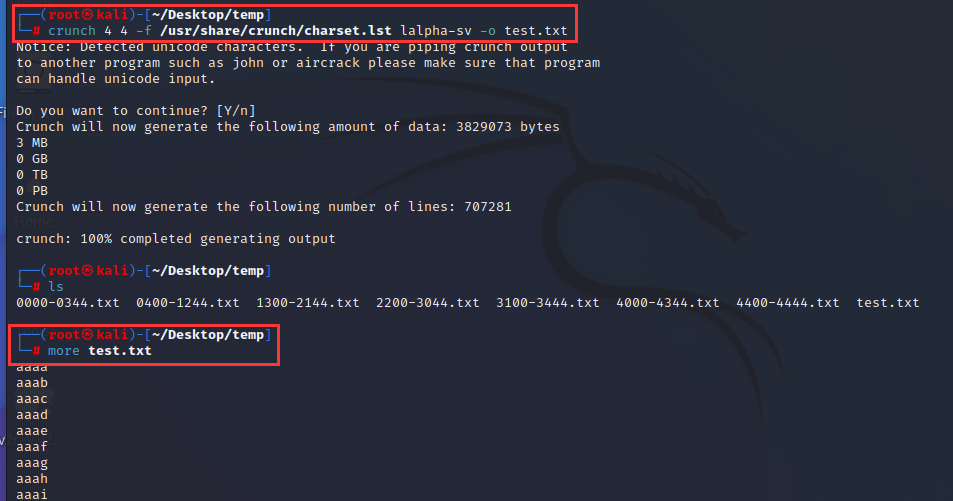 ┌──(root㉿kali)-[~/Desktop/temp]
└─# crunch 4 4 -f /usr/share/crunch/charset.lst lalpha-sv -o test.txt
Notice: Detected unicode characters.  If you are piping crunch output
to another program such as john or aircrack please make sure that program
can handle unicode input.
Do you want to continue? [Y/n]
Crunch will now generate the following amount of data: 3829073 bytes
3 MB
0 GB
0 TB
0 PB
Crunch will now generate the following number of lines: 707281
crunch: 100% completed generating output
┌──(root㉿kali)-[~/Desktop/temp]
└─# ls
0000-0344.txt  0400-1244.txt  1300-2144.txt  2200-3044.txt  3100-3444.txt  4000-4344.txt  4400-4444.txt  test.txt
┌──(root㉿kali)-[~/Desktop/temp]
└─# more test.txt
aaaa
aaab
aaac
aaad
aaae
aaaf
aaag
aaah
aaai